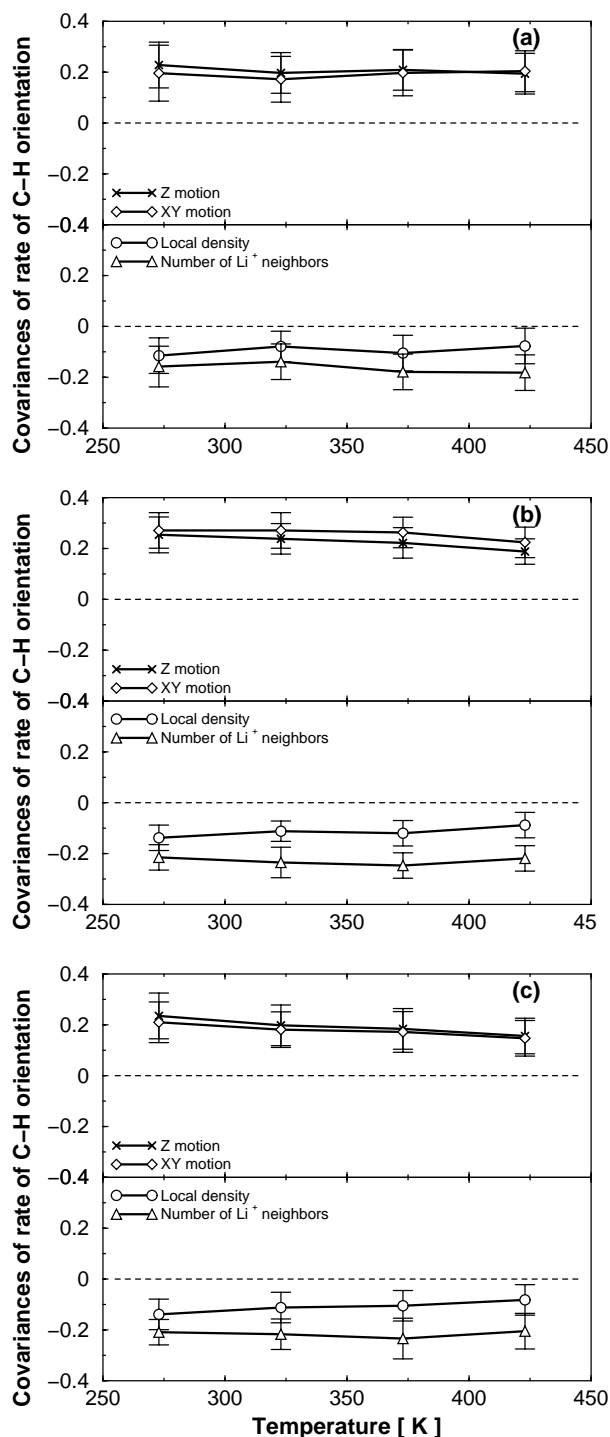 0.4
(a)
0.2
0
−0.2
Z motion
XY motion
−0.4
Local density
Number of Li + neighbors
0.2
0
−0.2
−0.4
250 300 350 400 450
Covariances of rate of C−H orientation
0.4
(b)
0.2
0
−0.2
Z motion
XY motion
−0.4
Local density
Number of Li + neighbors
0.2
0
−0.2
−0.4
250 300 350 400 45
Covariances of rate of C−H orientation
0.4
(c)
0.2
0
−0.2
Z motion
XY motion
−0.4
Local density
Number of Li + neighbors
0.2
0
−0.2
−0.4
250 300 350 400 450
Covariances of rate of C−H orientation
Temperature [ K ]